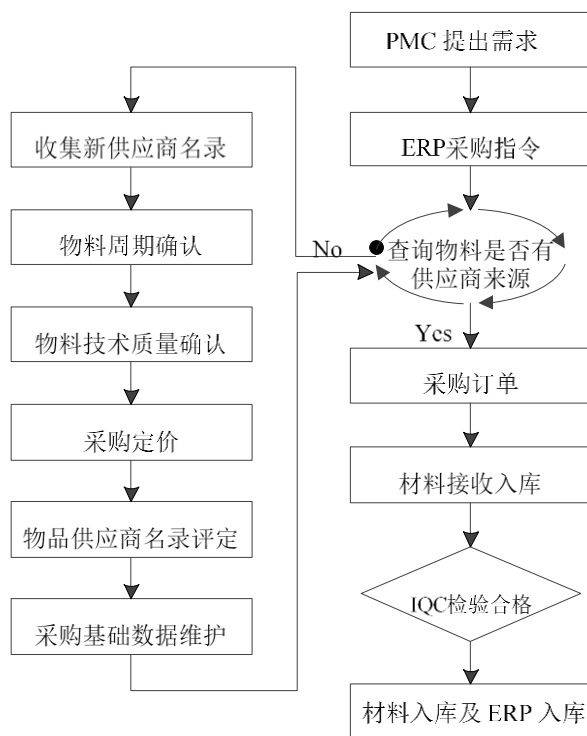 PMC 提出需求
ERP采购指令
No
查询物料是否有
供应商来源
Yes
采购订单
材料接收入库
IQC检验合格
材料入库及 ERP 入库
收集新供应商名录
物料周期确认
物料技术质量确认
采购定价
物品供应商名录评定
采购基础数据维护